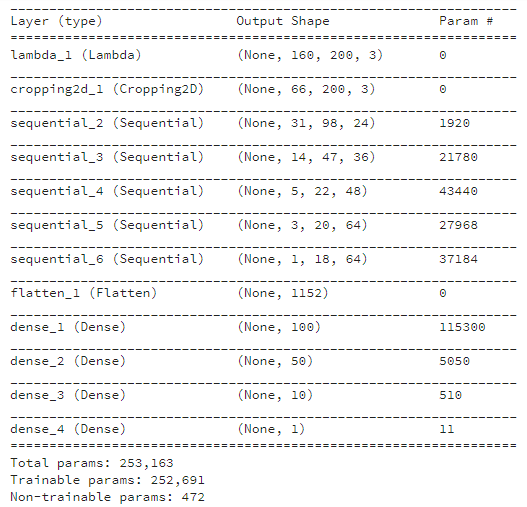 Layer (type) Output Shape Param #
lambda_1 (Lambda) (None, 160, 200, 3) 0
cropping2d_1 (Cropping2D) (None, 66, 200, 3) 0
sequential_2 (Sequential) (None, 31, 98, 24) 1920
sequential_3 (Sequential) (None, 14, 47, 36) 21780
sequential_4 (Sequential) (None, 5, 22, 48) 43440
sequential_5 (Sequential) (None, 3, 20, 64) 27968
sequential_6 (Sequential) (None, 1, 18, 64) 37184
flatten_1 (Flatten) (None, 1152) 0
dense_1 (Dense) (None, 100) 115300
dense_2 (Dense) (None, 50) 5050
dense_3 (Dense) (None, 10) 510
dense_4 (Dense) (None, 1) 11
Total params: 253,163
Trainable params: 252,691
Non-trainable params: 472